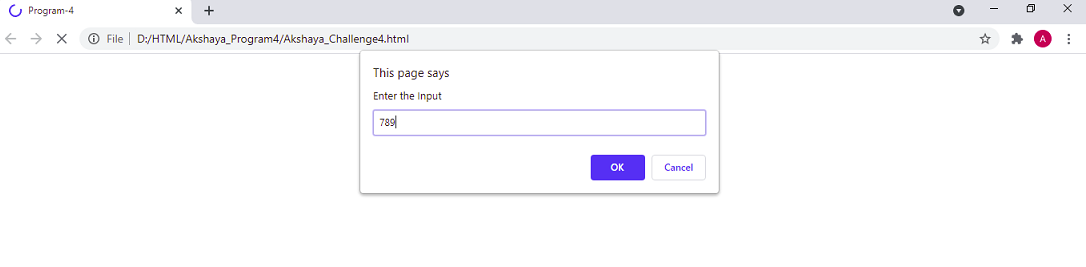 Program-4
File
D:/HTML/Akshaya_Program4/Akshaya_Challenge4.html
A
This page says
Enter the Input
789
OK
Cancel